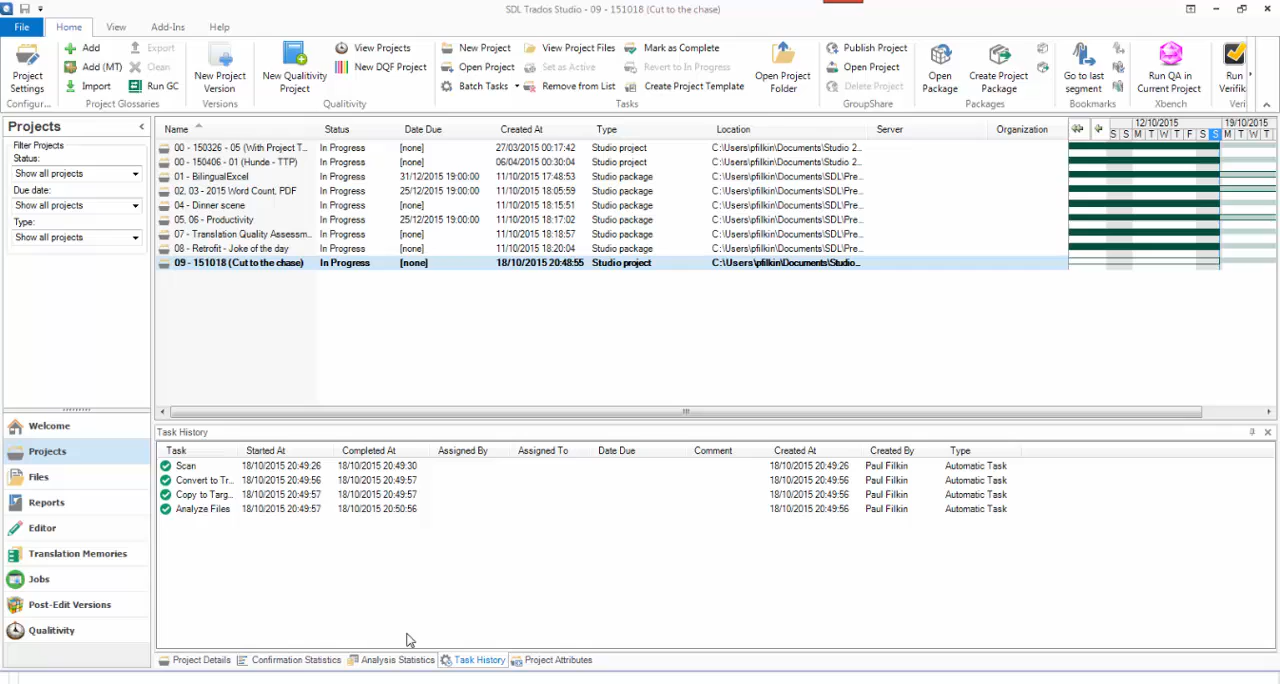 SDL Trados Studio - 09 - 151018 (Cut to the chase)
File Home View Add-Ins Help
Project Settings
Configur...
Add Export
Add (MT) Clean
Import Run GC
Project Glossaries
New Project Version
Versions
New Qualitivity Project
View Projects
New DQF Project
Qualitivity
New Project View Project Files Mark as Complete
Open Project Set as Active Revert to In Progress
Batch Tasks Remove from List Create Project Template
Open Project Folder
Tasks
Publish Project
Open Project
Delete Project
GroupShare
Open Package
Create Project Package
Packages
Go to last segment
Bookmarks
Run QA in Current Project
Xbench
Run Verifik
Veri
Projects
Filter Projects
Status:
Show all projects
Due date:
Show all projects
Type:
Show all projects
Welcome
Projects
Files
Reports
Editor
Translation Memories
Jobs
Post-Edit Versions
Qualitivity
Name Status Date Due Created At Type Location Server Organization
12/10/2015 19/10/2015
S S M T W T F S S M T W T
00 - 150326 - 05 (With Project T... In Progress [none] 27/03/2015 00:17:42 Studio project C:\Users\pfilkin\Documents\Studio 2...
00 - 150406 - 01 (Hunde - TTP) In Progress [none] 06/04/2015 00:30:04 Studio project C:\Users\pfilkin\Documents\Studio 2...
01 - BilingualExcel In Progress 31/12/2015 19:00:00 11/10/2015 17:48:53 Studio package C:\Users\pfilkin\Documents\SDL\Pre...
02, 03 - 2015 Word Count, PDF In Progress 25/12/2015 19:00:00 11/10/2015 18:05:59 Studio package C:\Users\pfilkin\Documents\SDL\Pre...
04 - Dinner scene In Progress [none] 11/10/2015 18:15:51 Studio package C:\Users\pfilkin\Documents\SDL\Pre...
05, 06 - Productivity In Progress 25/12/2015 19:00:00 11/10/2015 18:17:02 Studio package C:\Users\pfilkin\Documents\SDL\Pre...
07 - Translation Quality Assessm... In Progress [none] 11/10/2015 18:18:57 Studio package C:\Users\pfilkin\Documents\SDL\Pre...
08 - Retrofit - Joke of the day In Progress [none] 11/10/2015 18:20:04 Studio package C:\Users\pfilkin\Documents\SDL\Pre...
09 - 151018 (Cut to the chase) In Progress [none] 18/10/2015 20:48:55 Studio project C:\Users\pfilkin\Documents\Studio...
Task History
Task Started At Completed At Assigned By Assigned To Date Due Comment Created At Created By Type
Scan 18/10/2015 20:49:26 18/10/2015 20:49:30 18/10/2015 20:49:26 Paul Filkin Automatic Task
Convert to Tr... 18/10/2015 20:49:56 18/10/2015 20:49:57 18/10/2015 20:49:56 Paul Filkin Automatic Task
Copy to Targ... 18/10/2015 20:49:57 18/10/2015 20:49:57 18/10/2015 20:49:56 Paul Filkin Automatic Task
Analyze Files 18/10/2015 20:49:57 18/10/2015 20:50:56 18/10/2015 20:49:56 Paul Filkin Automatic Task
Project Details Confirmation Statistics Analysis Statistics Task History Project Attributes